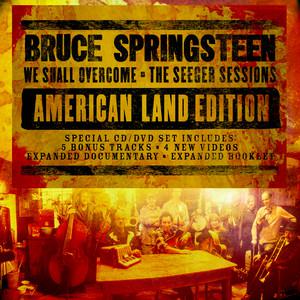 BRUCE SPRINGSTEEN
WE SHALL OVERCOME THE SEEGER SESSIONS
AMERICAN LAND EDITION
SPECIAL CD/DVD SET INCLUDES:
5 BONUS TRACKS • 4 NEW VIDEOS
EXPANDED DOCUMENTARY • EXPANDED BOOKLET